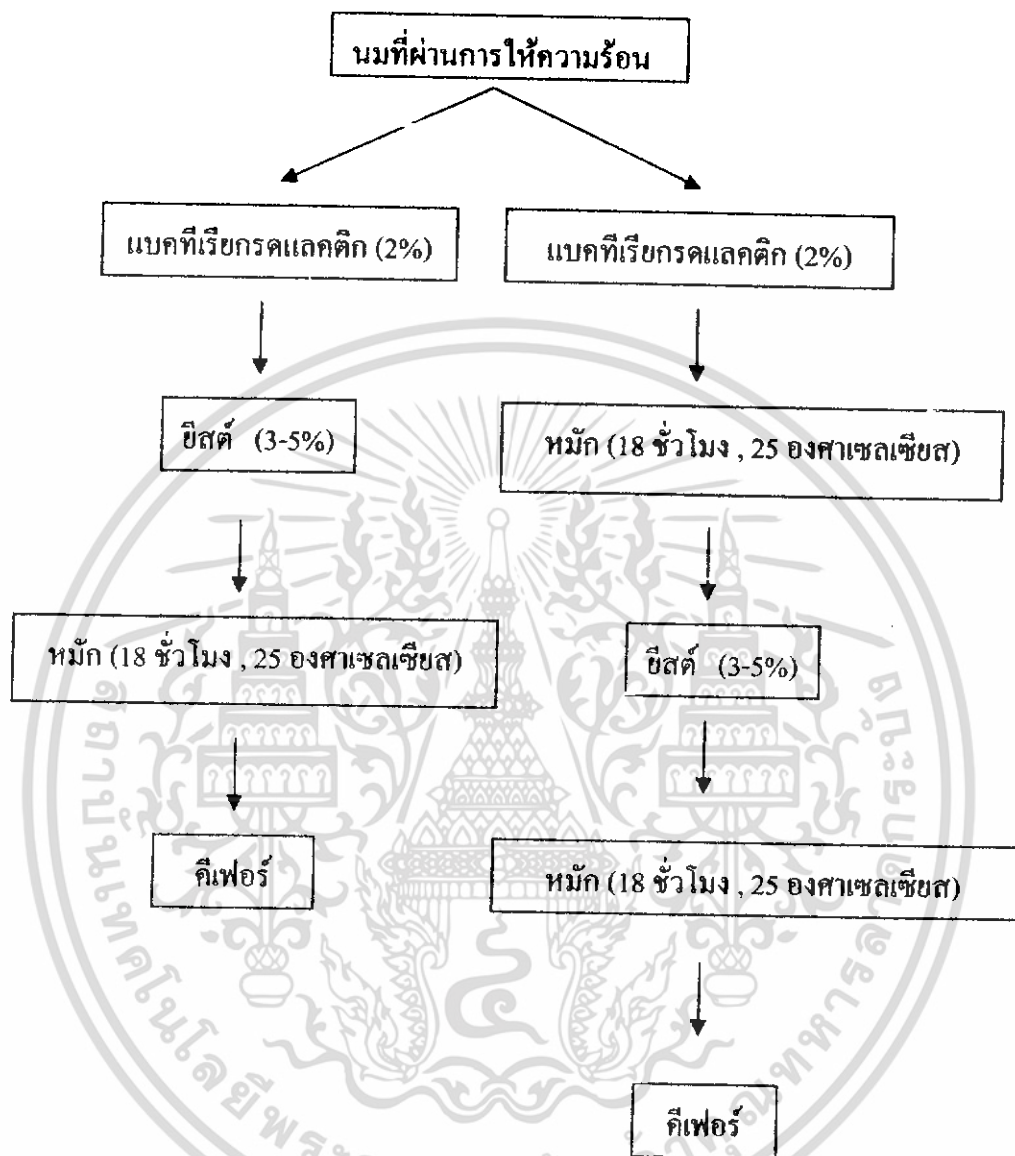 นมที่ผ่านการให้ความร้อน
แบคทีเรียกรดแลคติก (2%)
แบคทีเรียกรดแลคติก (2%)
ยีสต์ (3-5%)
หมัก (18 ชั่วโมง , 25 องศาเซลเซียส)
หมัก (18 ชั่วโมง , 25 องศาเซลเซียส)
ยีสต์ (3-5%)
คีเฟอร์
หมัก (18 ชั่วโมง , 25 องศาเซลเซียส)
คีเฟอร์